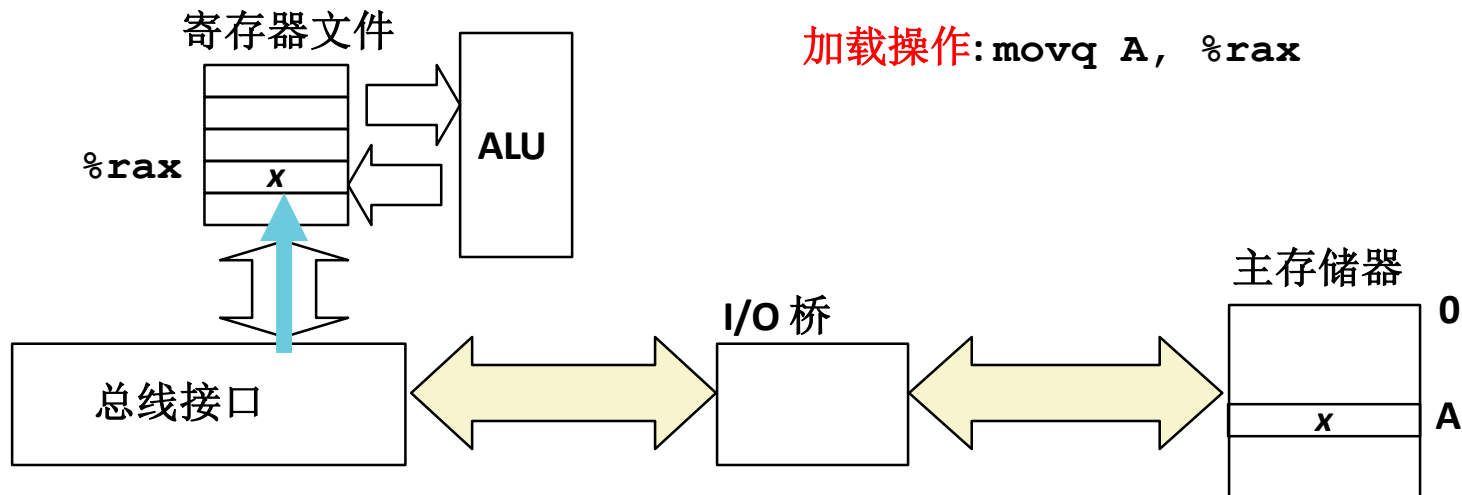 寄存器文件
加载操作:movq A, %rax
ALU
%rax
x
主存储器
I/O 桥
0
总线接口
x
A